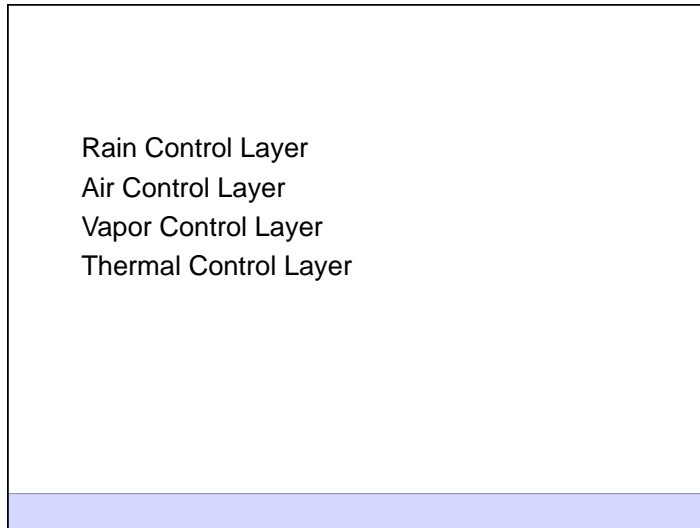 Rain Control Layer
Air Control Layer
Vapor Control Layer
Thermal Control Layer